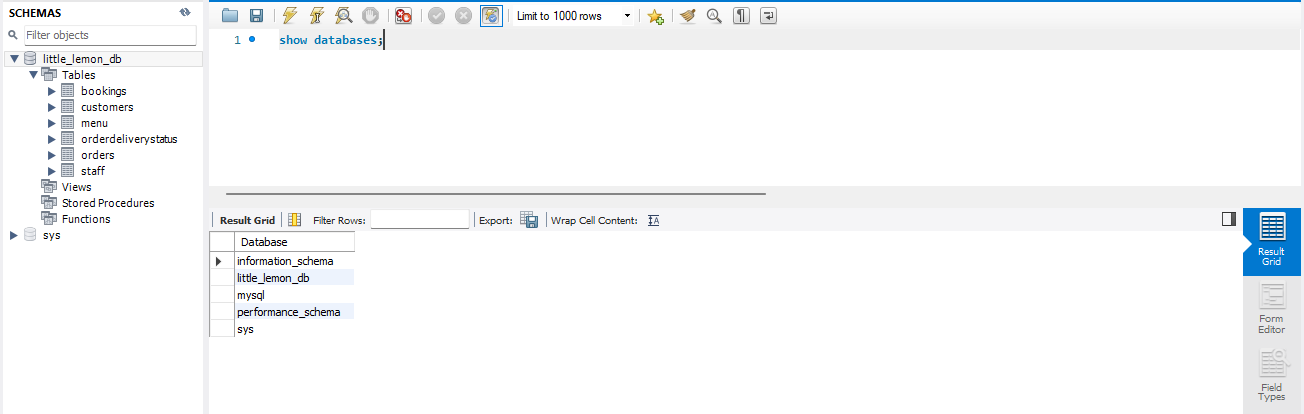 SCHEMAS
Filter objects
little_lemon_db
Tables
bookings
customers
menu
orderdeliverystatus
orders
staff
Views
Stored Procedures
Functions
sys
Limit to 1000 rows
1 show databases;
Result Grid Filter Rows: Export: Wrap Cell Content: IA
Database
information_schema
little_lemon_db
mysql
performance_schema
sys
Result
Grid
Form
Editor
Field
Types